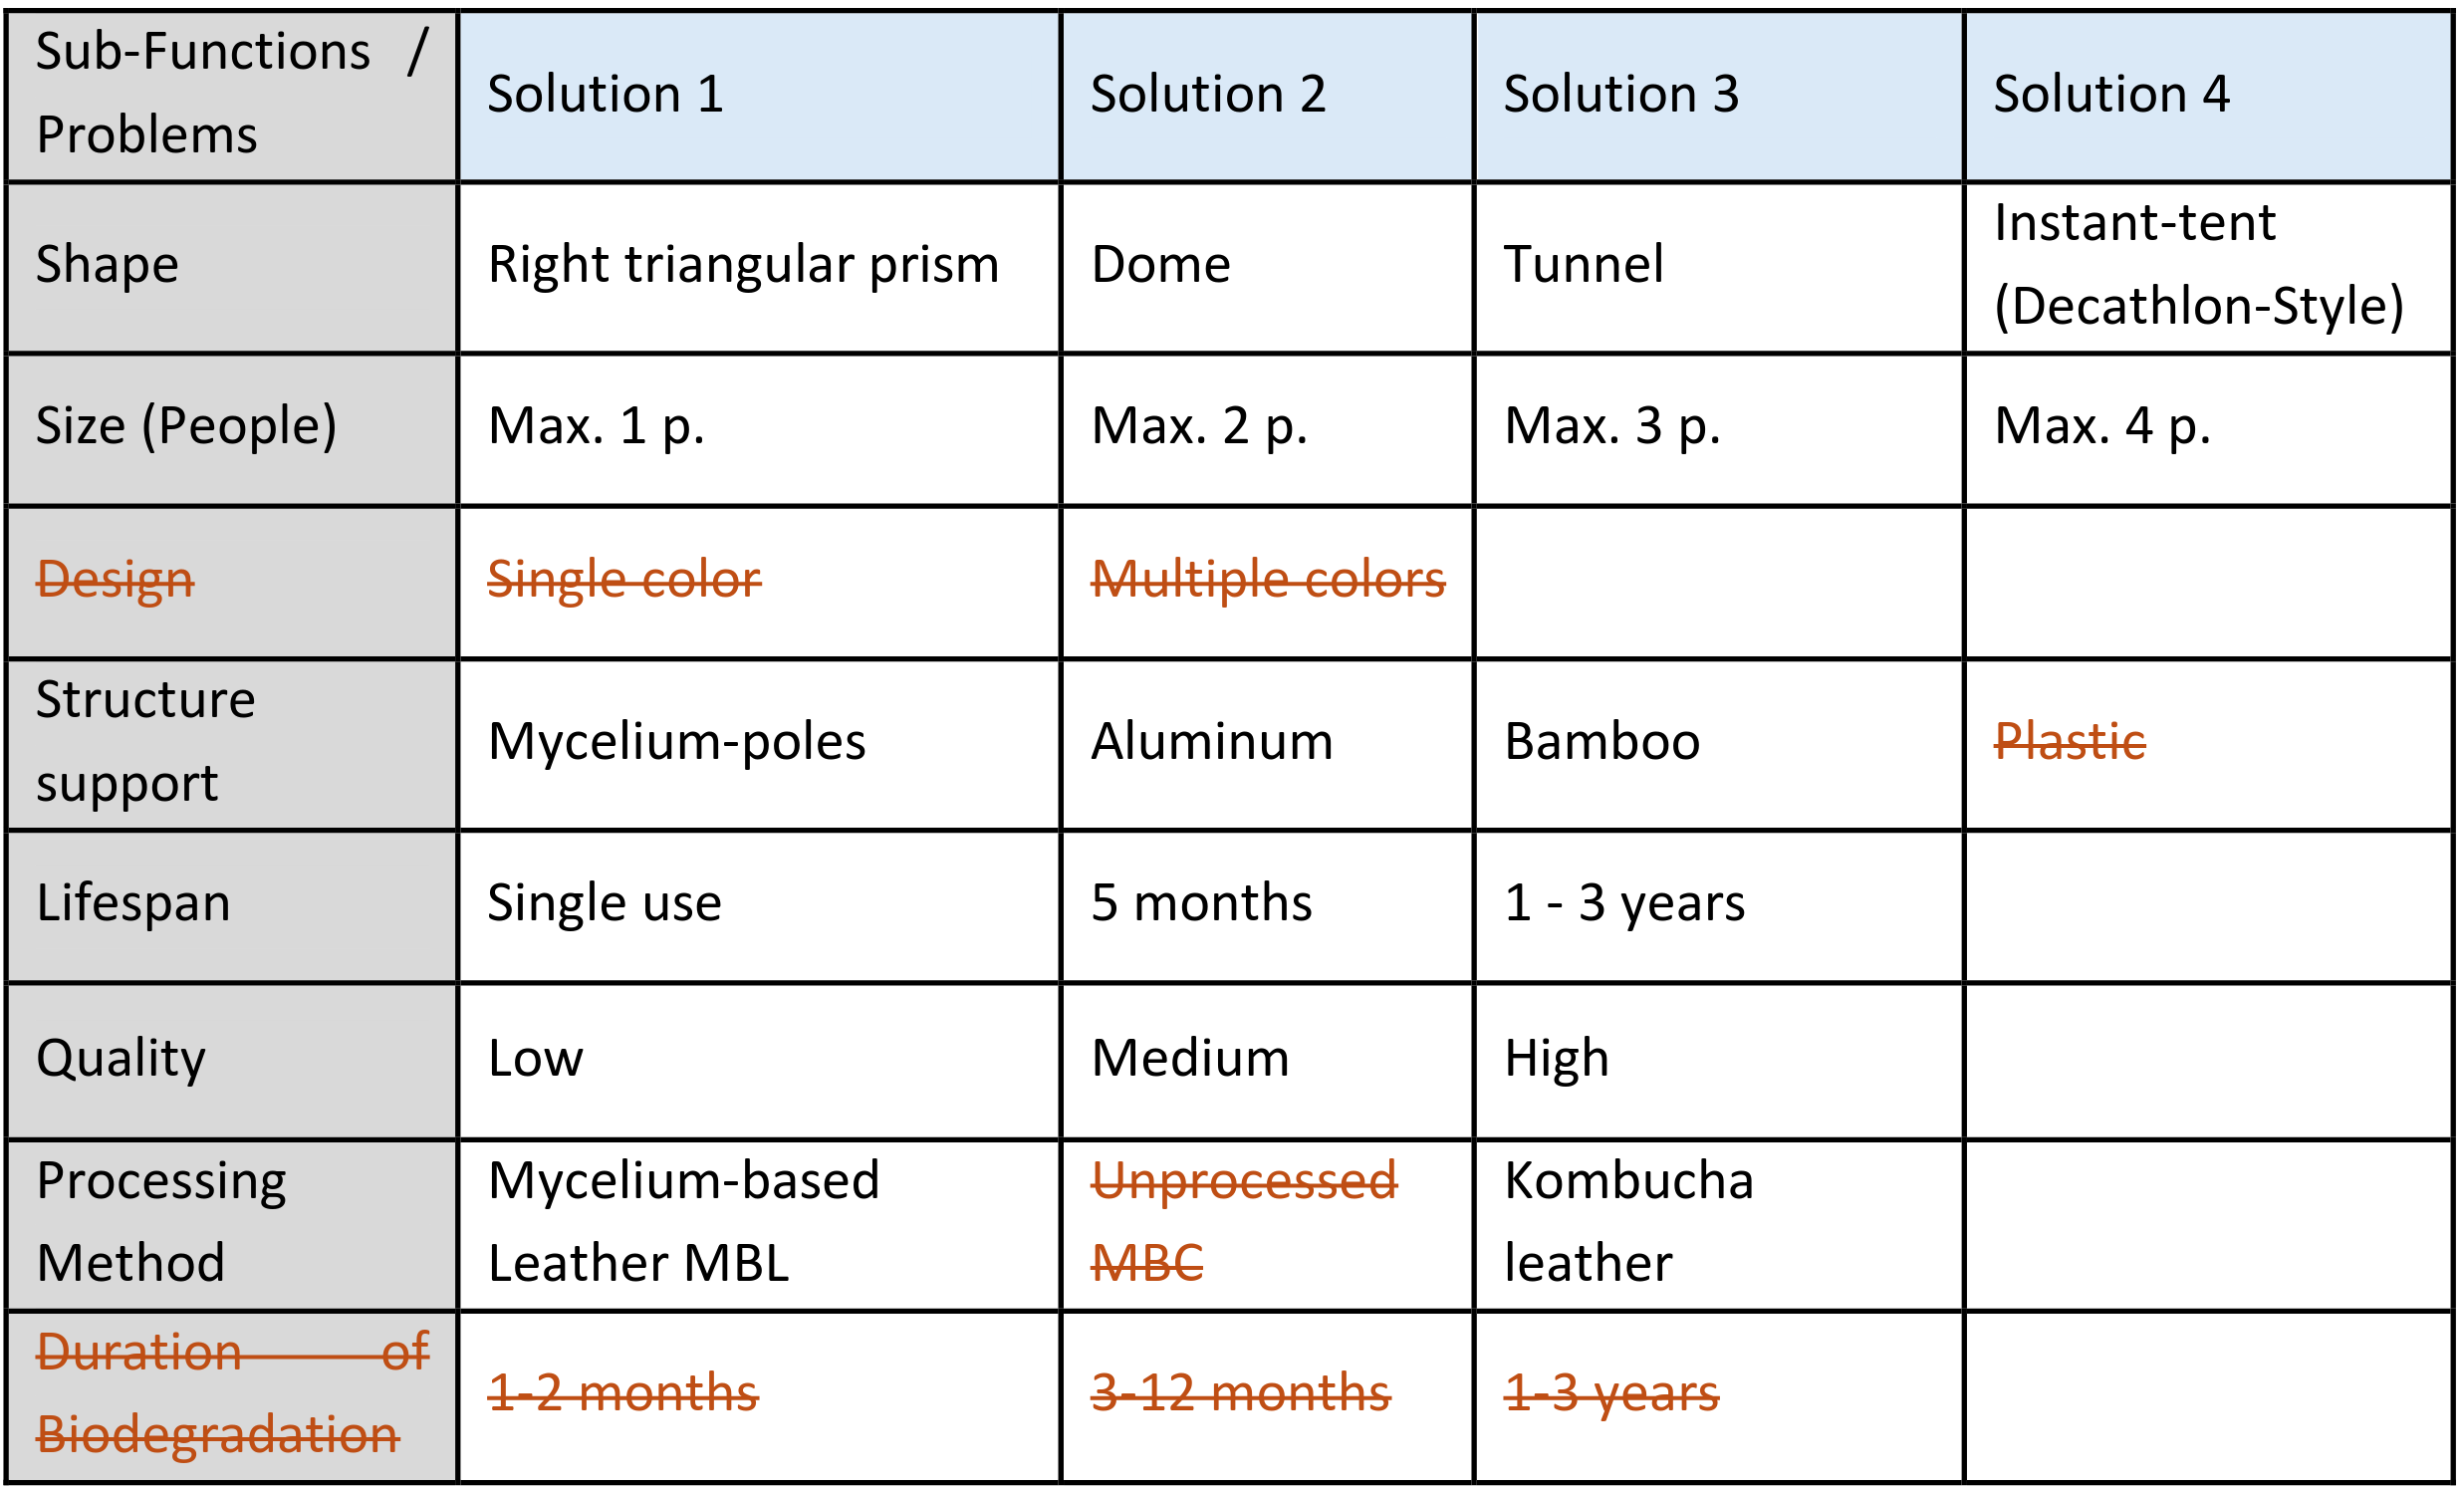 Sub-Functions /
Problems
Solution 1
Solution 2
Solution 3
Solution 4
Shape
Right triangular prism
Dome
Tunnel
Instant-tent
(Decathlon-Style)
Size (People)
Max. 1 p.
Max. 2 p.
Max. 3 p.
Max. 4 p.
Design
Single color
Multiple colors
Structure
support
Mycelium-poles
Aluminum
Bamboo
Plastic
Lifespan
Single use
5 months
1 - 3 years
Quality
Low
Medium
High
Processing
Method
Mycelium-based
Leather MBL
Unprocessed
MBC
Kombucha
leather
Duration of
Biodegradation
1-2 months
3-12 months
1-3 years